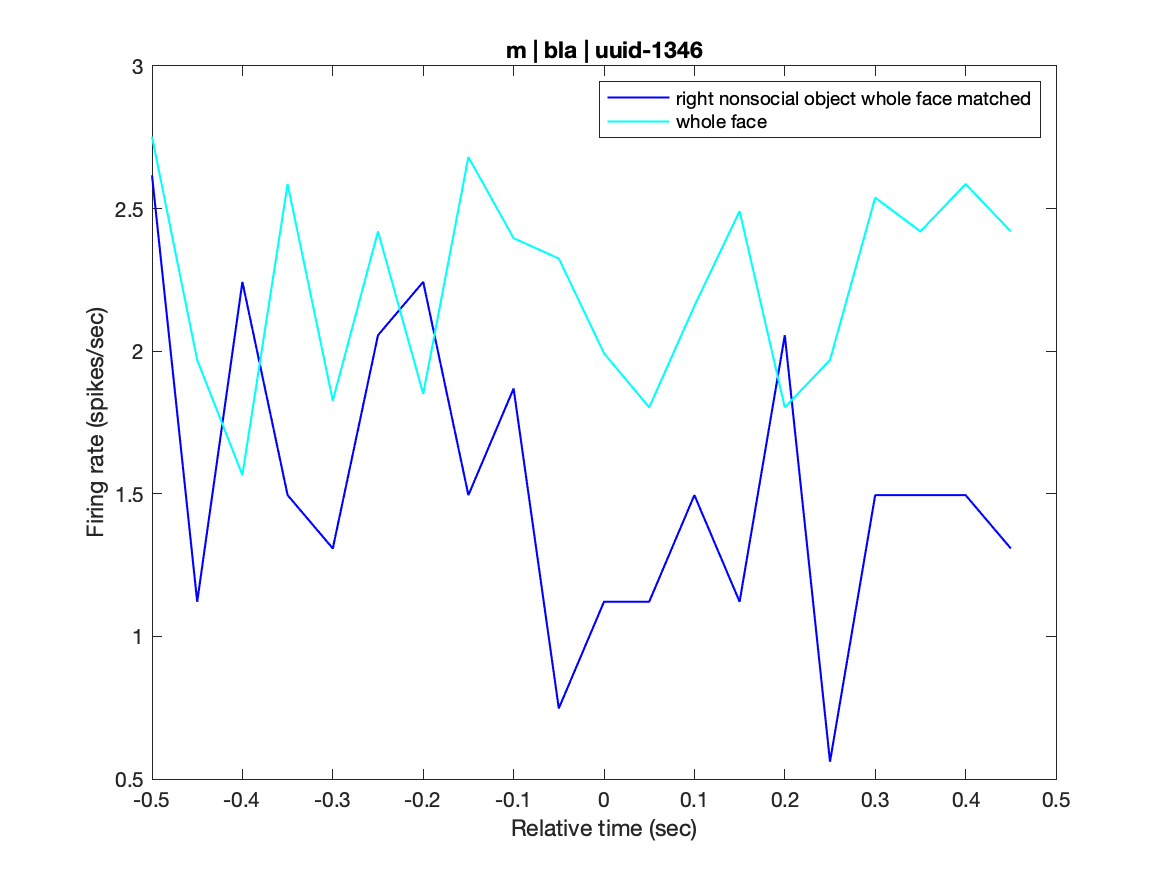 m | bla | uuid-1346
right nonsocial object whole face matched
whole face
Firing rate (spikes/sec)
3
2.5
2
1.5
1
0.5
-0.5 -0.4 -0.3 -0.2 -0.1 0 0.1 0.2 0.3 0.4 0.5
Relative time (sec)